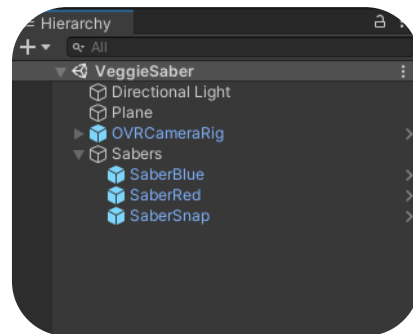 Hierarchy
All
VeggieSaber
Directional Light
Plane
OVRCameraRig
Sabers
SaberBlue
SaberRed
SaberSnap